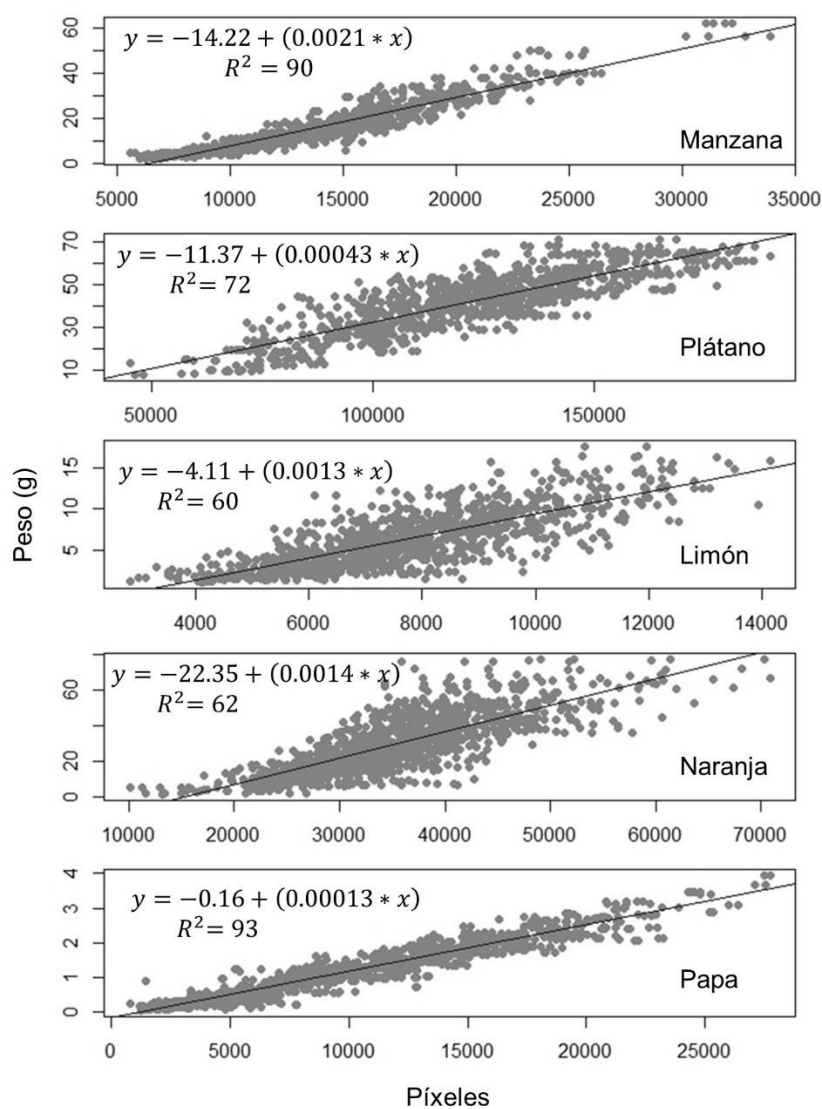 y = −14.22 + (0.0021 * x)
R² = 90
0 20 40 60
Manzana
5000 10000 15000 20000 25000 30000 35000
y = −11.37 + (0.00043 * x)
R² = 72
10 30 50 70
Plátano
50000 100000 150000
y = −4.11 + (0.0013 * x)
R² = 60
5 10 15
Limón
4000 6000 8000 10000 12000 14000
Peso (g)
y = −22.35 + (0.0014 * x)
R² = 62
0 20 60
Naranja
10000 20000 30000 40000 50000 60000 70000
y = −0.16 + (0.00013 * x)
R² = 93
0 1 2 3 4
Papa
0 5000 10000 15000 20000 25000
Píxeles